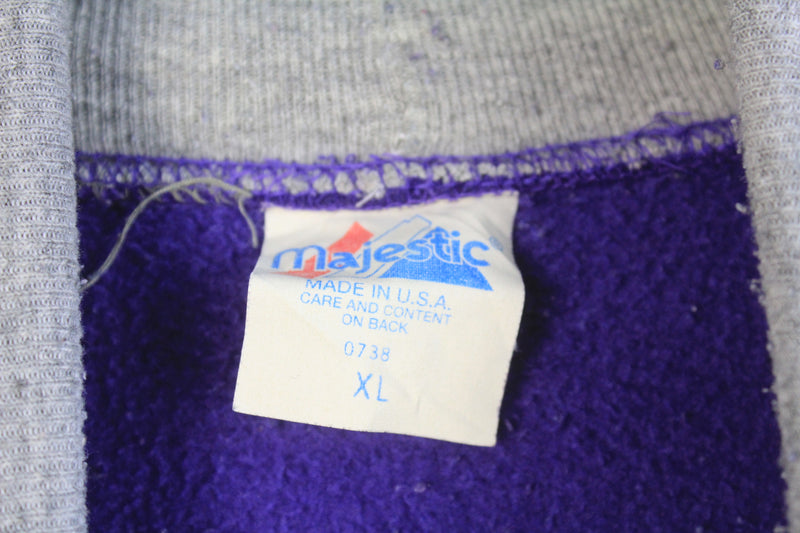 majestic®
MADE IN U.S.A.
CARE AND CONTENT
ON BACK
0738
XL